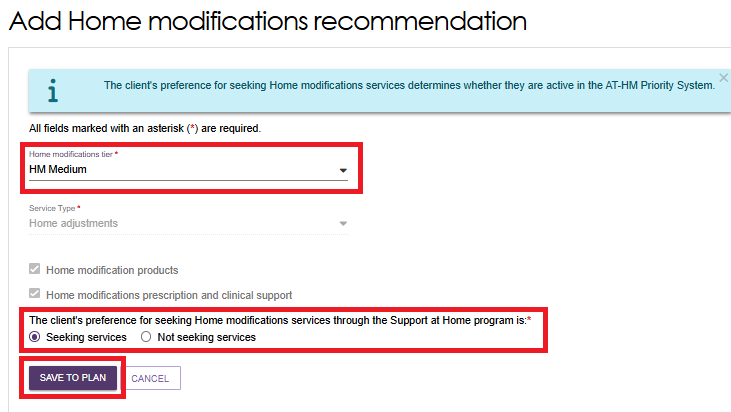 Add Home modifications recommendation
The client's preference for seeking Home modifications services determines whether they are active in the AT-HM Priority System.
All fields marked with an asterisk (*) are required.
Home modifications tier *
HM Medium
Service Type *
Home adjustments
Home modification products
Home modifications prescription and clinical support
The client's preference for seeking Home modifications services through the Support at Home program is:*
Seeking services Not seeking services
SAVE TO PLAN CANCEL